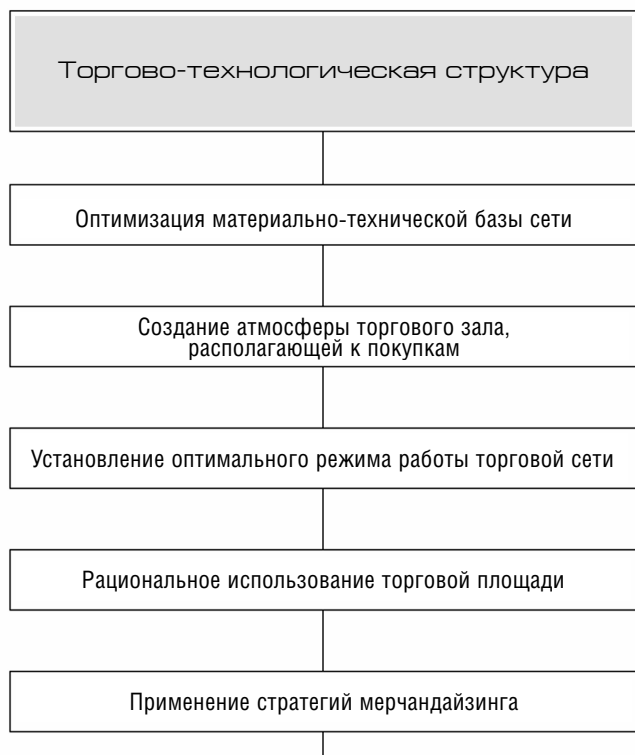 Торгово-технологическая структура
Оптимизация материально-технической базы сети
Создание атмосферы торгового зала,
располагающей к покупкам
Установление оптимального режима работы торговой сети
Рациональное использование торговой площади
Применение стратегий мерчандайзинга